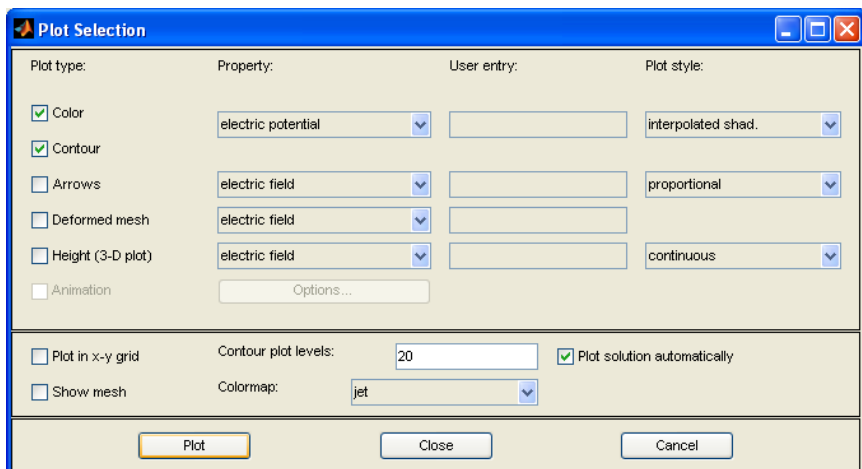 Plot Selection
Plot type: Property: User entry: Plot style:
Color
electric potential interpolated shad.
Contour
Arrows electric field proportional
Deformed mesh electric field
Height (3-D plot) electric field continuous
Animation Options...
Plot in x-y grid Contour plot levels: 20 Plot solution automatically
Show mesh Colormap: jet
Plot Close Cancel